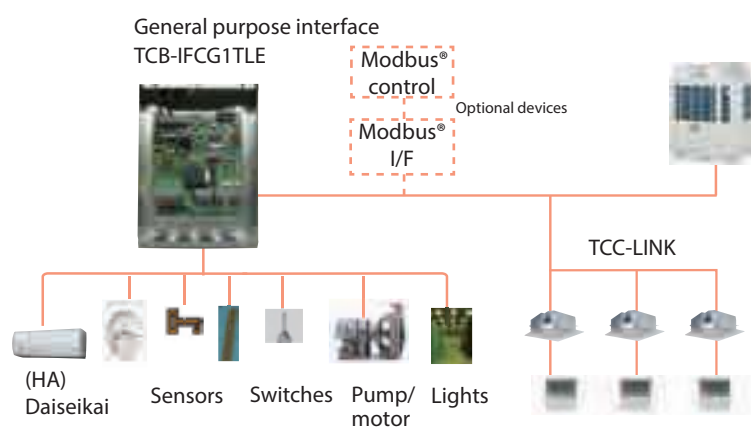 General purpose interface
TCB-IFCG1TLE
Modbus®
control
Optional devices
Modbus®
I/F
TCC-LINK
(HA)
Daiseikai
Sensors
Switches
Pump/
motor
Lights